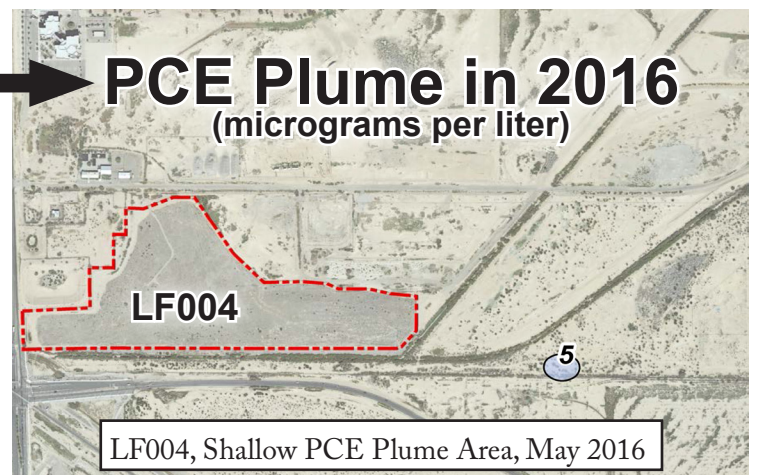 PCE Plume in 2016
(micrograms per liter)
LF004
5
LF004, Shallow PCE Plume Area, May 2016